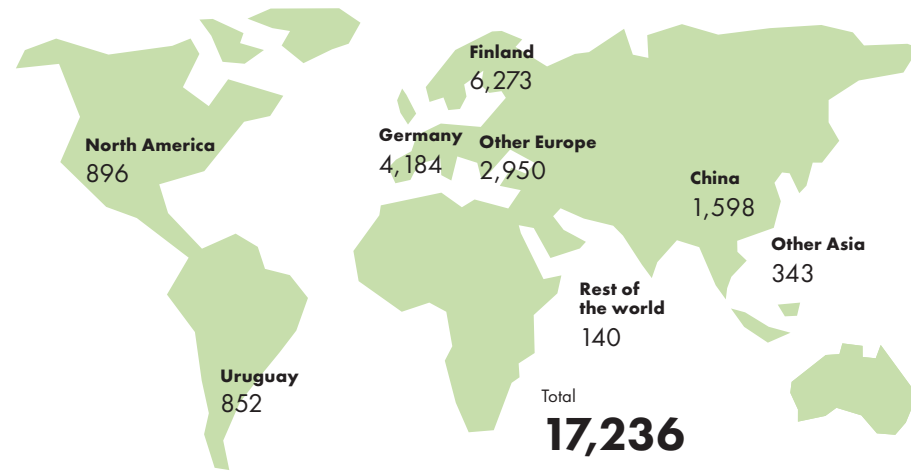 Finland
6,273
Germany
4,184
Other Europe
2,950
North America
896
China
1,598
Other Asia
343
Rest of
the world
140
Uruguay
852
Total
17,236